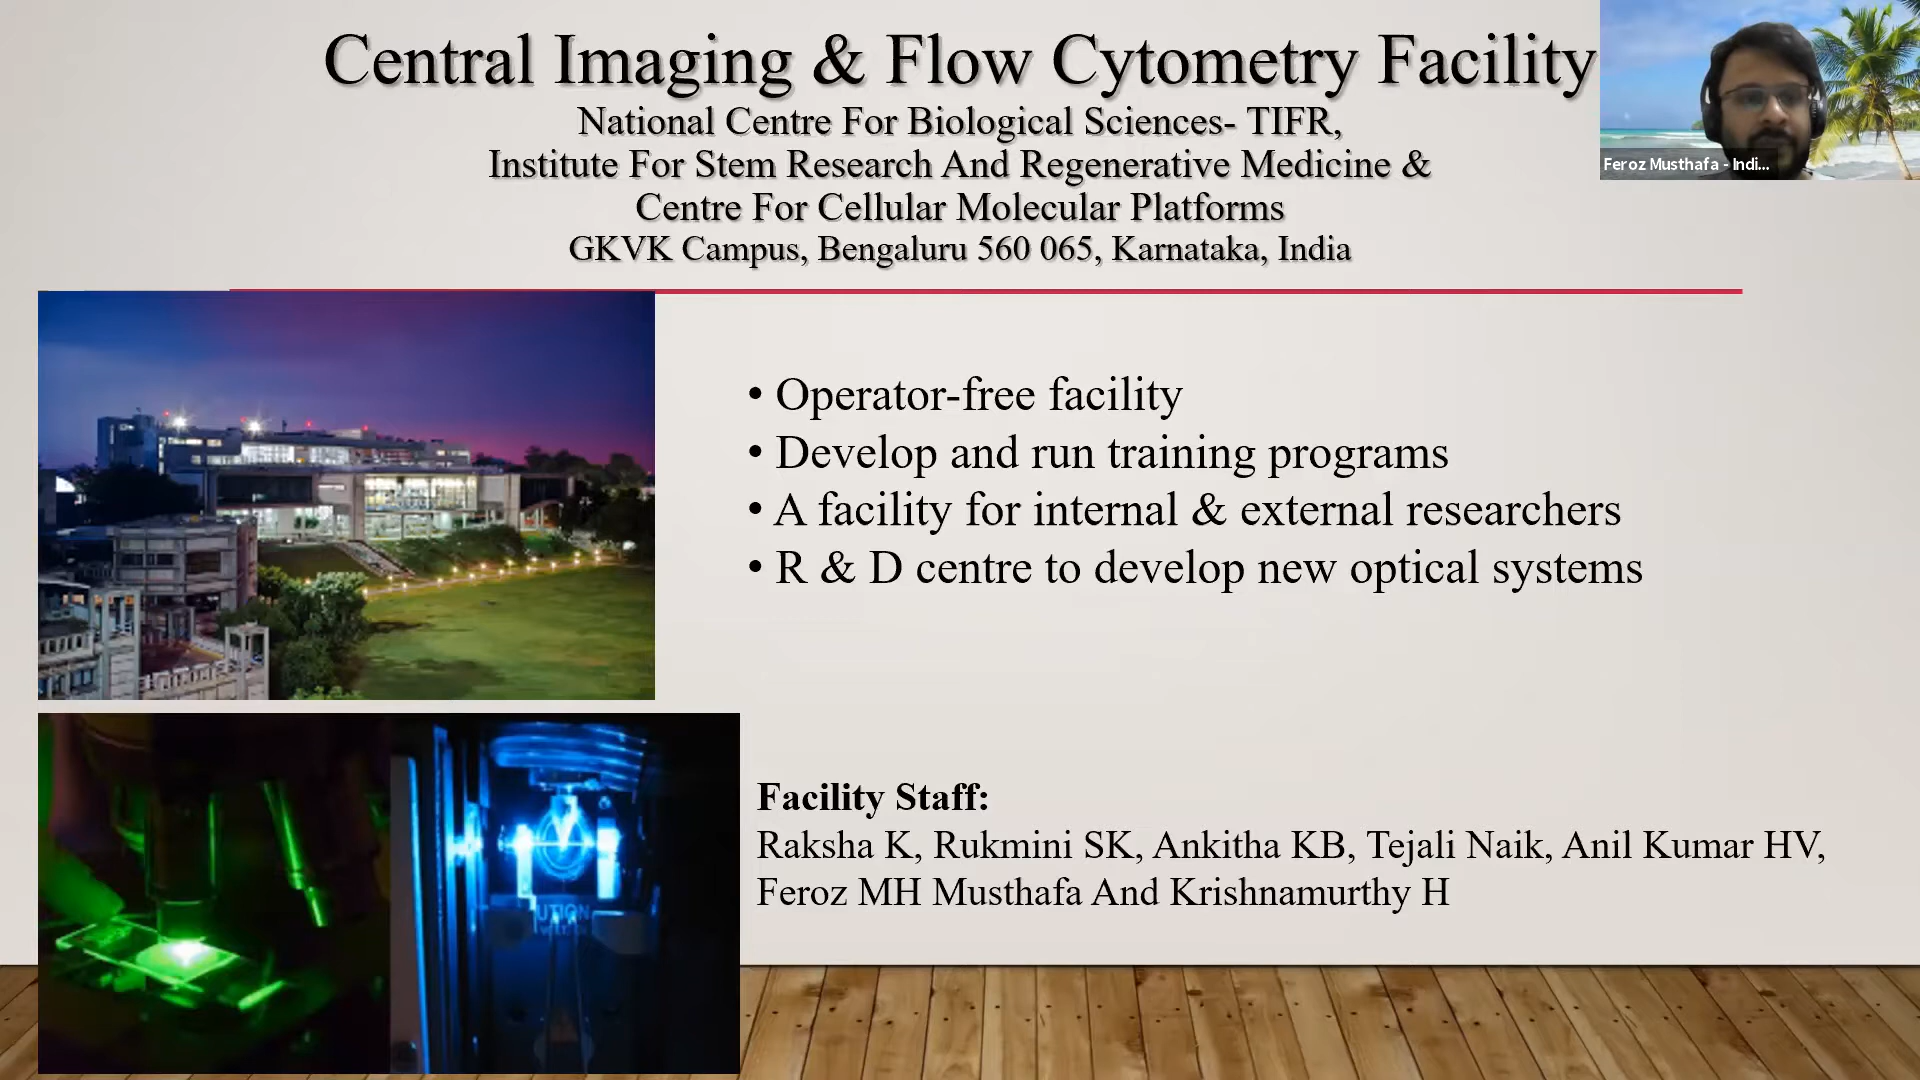 Central Imaging & Flow Cytometry Facility
National Centre For Biological Sciences- TIFR,
Institute For Stem Research And Regenerative Medicine &
Centre For Cellular Molecular Platforms
GKVK Campus, Bengaluru 560 065, Karnataka, India
Feroz Musthafa - Indi...
• Operator-free facility
• Develop and run training programs
• A facility for internal & external researchers
• R & D centre to develop new optical systems
Facility Staff:
Raksha K, Rukmini SK, Ankitha KB, Tejali Naik, Anil Kumar HV,
Feroz MH Musthafa And Krishnamurthy H
UTION